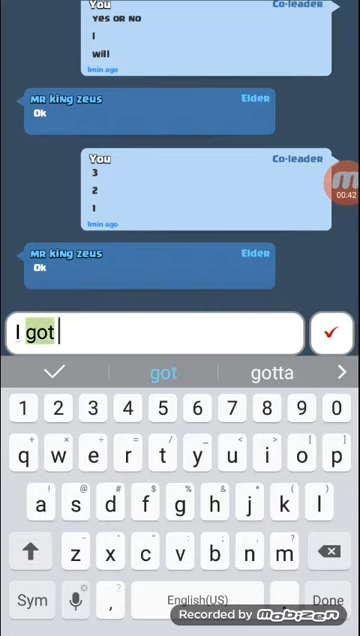 You Co-leader
YES OR NO
I
will
1min ago
MR king zeus Elder
Ok
You Co-leader
3
2
1
1min ago
MR king zeus Elder
Ok
00:42
I got
got gotta
1 2 3 4 5 6 7 8 9 0
+ × ÷ = / _ < > [ ]
q w e r t y u i o p
! @ # $ % ^ & * ( )
a s d f g h j k l
- ' " : ; , ?
z x c v b n m
Sym , ? English(US) . Done
Recorded by mobizen